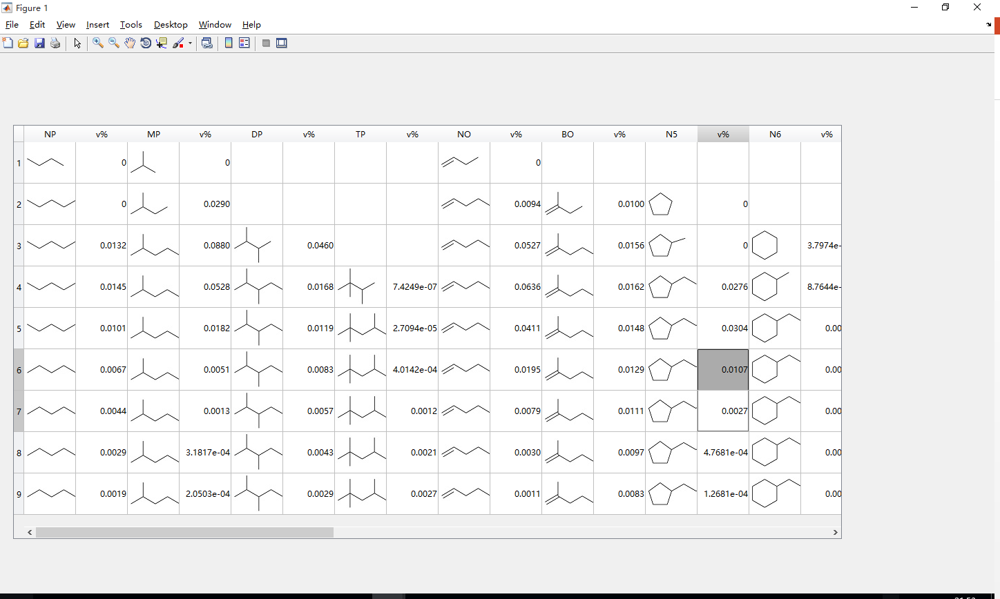 Figure 1
File Edit View Insert Tools Desktop Window Help
NP v% MP v% DP v% TP v% NO v% BO v% N5 v% N6 v%
1 0 0 0
2 0 0.0290 0.0094 0.0100 0
3 0.0132 0.0880 0.0460 0.0527 0.0156 0 3.7974e-
4 0.0145 0.0528 0.0168 7.4249e-07 0.0636 0.0162 0.0276 8.7644e-
5 0.0101 0.0182 0.0119 2.7094e-05 0.0411 0.0148 0.0304 0.00
6 0.0067 0.0051 0.0083 4.0142e-04 0.0195 0.0129 0.0107 0.00
7 0.0044 0.0013 0.0057 0.0012 0.0079 0.0111 0.0027 0.00
8 0.0029 3.1817e-04 0.0043 0.0021 0.0030 0.0097 4.7681e-04 0.00
9 0.0019 2.0503e-04 0.0029 0.0027 0.0011 0.0083 1.2681e-04 0.00